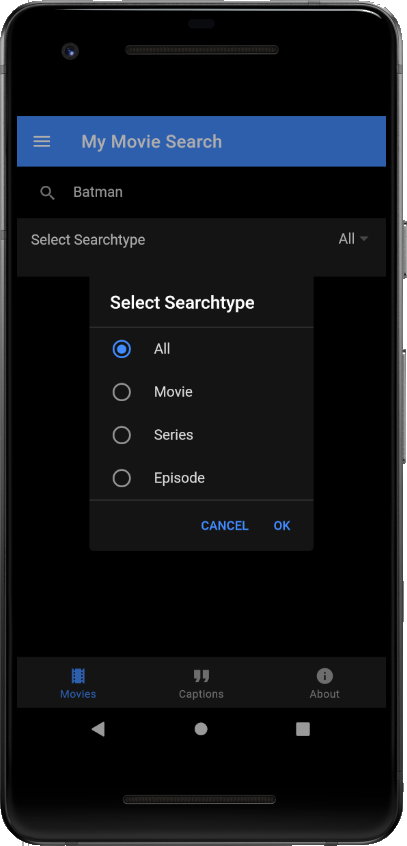 My Movie Search
Batman
Select Searchtype
All
Select Searchtype
All
Movie
Series
Episode
CANCEL
OK
Movies
Captions
About